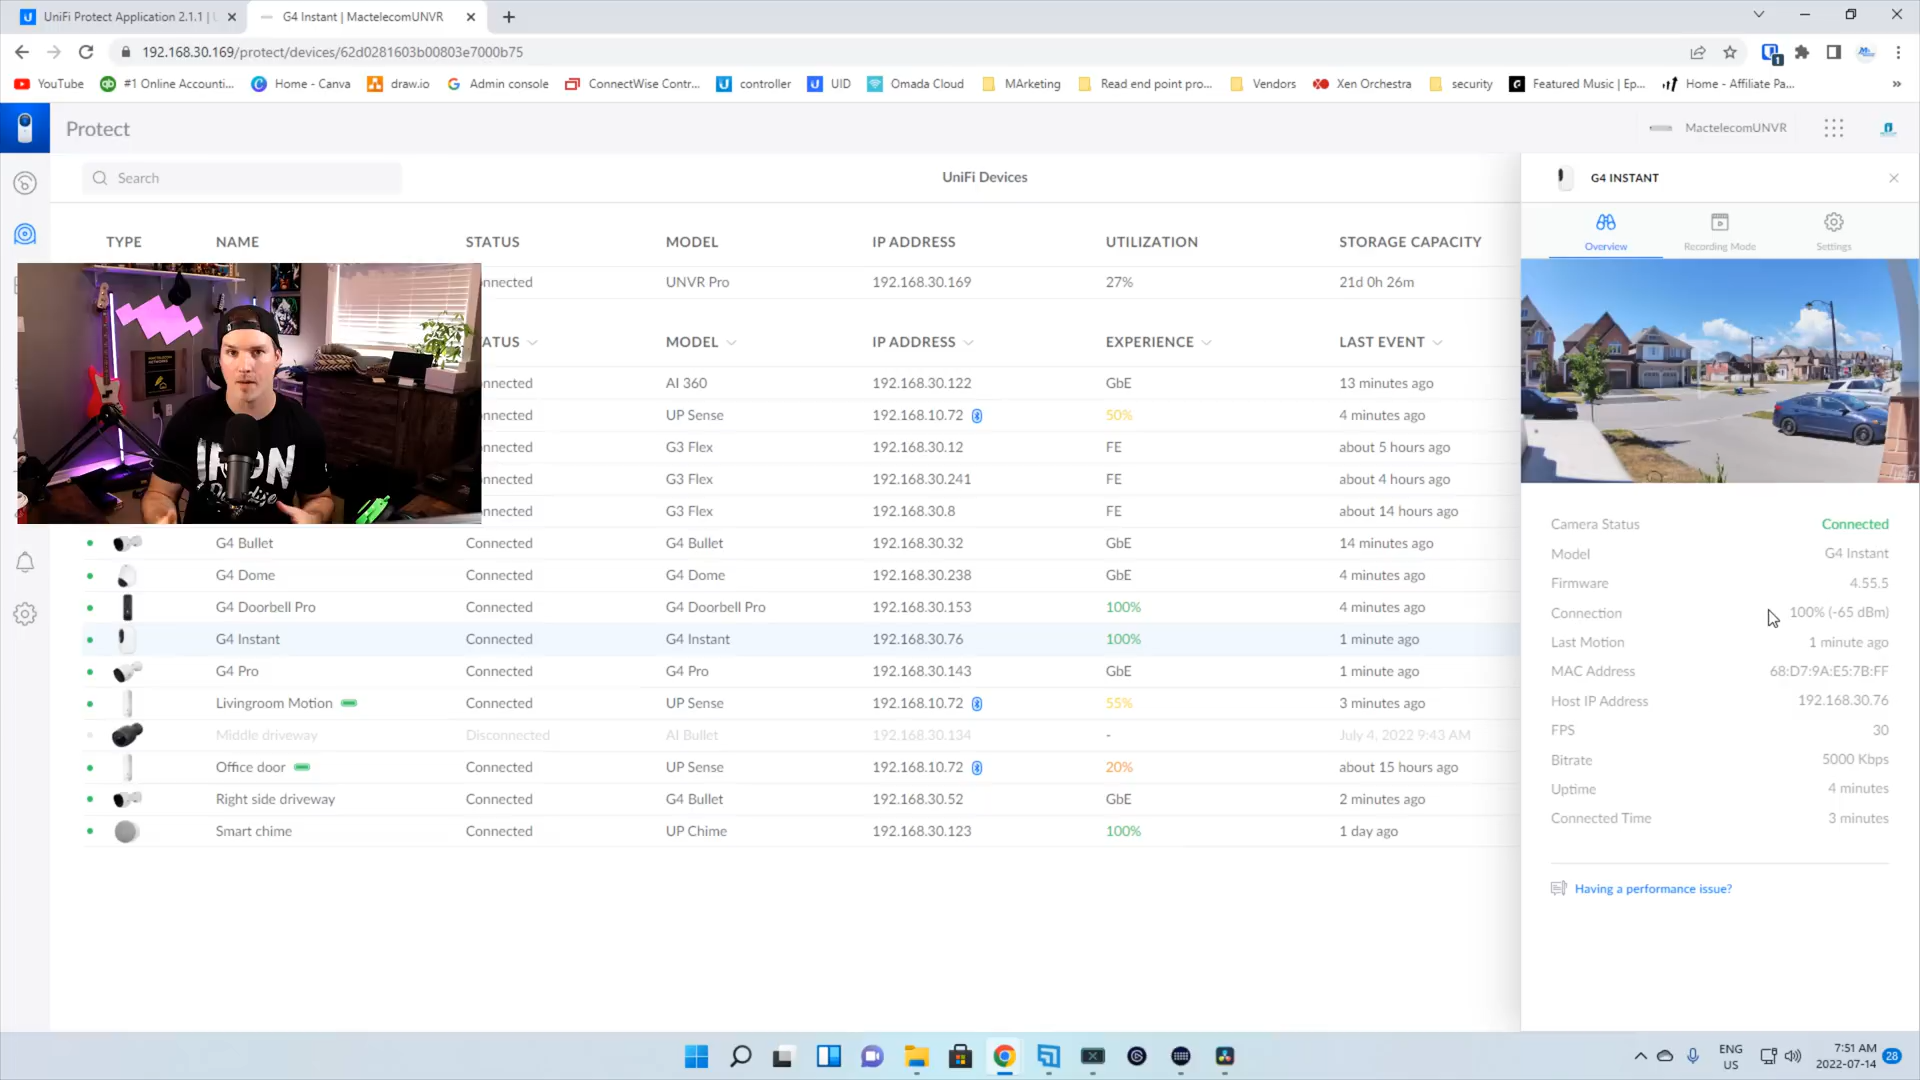 UniFi Protect Application 2.1.1 |
G4 Instant | MactelecomUNVR
192.168.30.169/protect/devices/62d0281603b00803e7000b75
YouTube
#1 Online Accounti...
Home - Canva
draw.io
Admin console
ConnectWise Contr...
controller
UID
Omada Cloud
MArketing
Read end point pro...
Vendors
Xen Orchestra
security
Featured Music | Ep...
Home - Affiliate Pa...
»
Protect
MactelecomUNVR
Search
UniFi Devices
TYPE NAME STATUS MODEL IP ADDRESS UTILIZATION STORAGE CAPACITY
nnected UNVR Pro 192.168.30.169 27% 21d 0h 26m
ATUS MODEL IP ADDRESS EXPERIENCE LAST EVENT
nnected AI 360 192.168.30.122 GbE 13 minutes ago
nnected UP Sense 192.168.10.72 50% 4 minutes ago
nnected G3 Flex 192.168.30.12 FE about 5 hours ago
nnected G3 Flex 192.168.30.241 FE about 4 hours ago
nnected G3 Flex 192.168.30.8 FE about 14 hours ago
G4 Bullet Connected G4 Bullet 192.168.30.32 GbE 14 minutes ago
G4 Dome Connected G4 Dome 192.168.30.238 GbE 4 minutes ago
G4 Doorbell Pro Connected G4 Doorbell Pro 192.168.30.153 100% 4 minutes ago
G4 Instant Connected G4 Instant 192.168.30.76 100% 1 minute ago
G4 Pro Connected G4 Pro 192.168.30.143 GbE 1 minute ago
Livingroom Motion Connected UP Sense 192.168.10.72 55% 3 minutes ago
Middle driveway Disconnected AI Bullet 192.168.30.134 - July 4, 2022 9:43 AM
Office door Connected UP Sense 192.168.10.72 20% about 15 hours ago
Right side driveway Connected G4 Bullet 192.168.30.52 GbE 2 minutes ago
Smart chime Connected UP Chime 192.168.30.123 100% 1 day ago
IRON
G4 INSTANT
Overview Recording Mode Settings
UniFi
Camera Status Connected
Model G4 Instant
Firmware 4.55.5
Connection 100% (-65 dBm)
Last Motion 1 minute ago
MAC Address 68:D7:9A:E5:7B:FF
Host IP Address 192.168.30.76
FPS 30
Bitrate 5000 Kbps
Uptime 4 minutes
Connected Time 3 minutes
Having a performance issue?
ENG
US
7:51 AM
2022-07-14
28